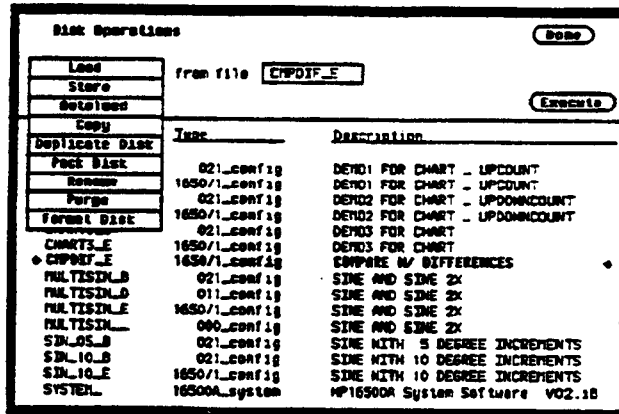 Disk Operations
Done
Load
from file CMPDIF_E
Store
Autoload
Execute
Copy
Type Description
Duplicate Disk
Pack Disk
021_config DEMO1 FOR CHART _ UPCOUNT
Rename
1650/1_config DEMO1 FOR CHART _ UPCOUNT
Purge
021_config DEMO2 FOR CHART _ UPDOWNCOUNT
1650/1_config DEMO2 FOR CHART _ UPDOWNCOUNT
Format Disk
021_config DEMO3 FOR CHART
CHART3_E 1650/1_config DEMO3 FOR CHART
CMPDIF_E 1650/1_config COMPARE W/ DIFFERENCES
MULTISIN_B 021_config SINE AND SINE 2X
MULTISIN_D 011_config SINE AND SINE 2X
MULTISIN_E 1650/1_config SINE AND SINE 2X
MULTISIN__ 000_config SINE AND SINE 2X
SIN_05_B 021_config SINE WITH 5 DEGREE INCREMENTS
SIN_10_B 021_config SINE WITH 10 DEGREE INCREMENTS
SIN_10_E 1650/1_config SINE WITH 10 DEGREE INCREMENTS
SYSTEM_ 16500A_system HP16500A System Software V02.18